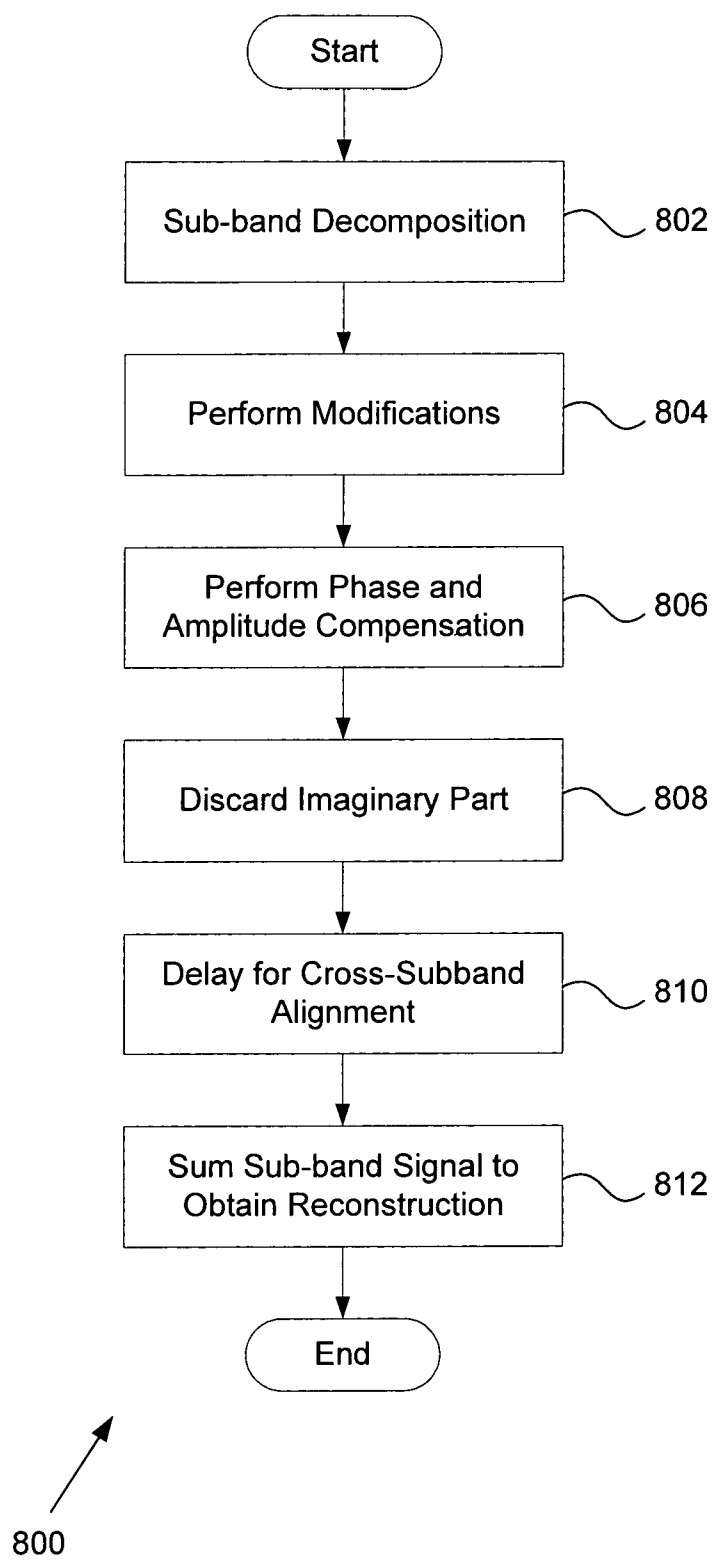 Start
Sub-band Decomposition
802
Perform Modifications
804
Perform Phase and
Amplitude Compensation
806
Discard Imaginary Part
808
Delay for Cross-Subband
Alignment
810
Sum Sub-band Signal to
Obtain Reconstruction
812
End
800